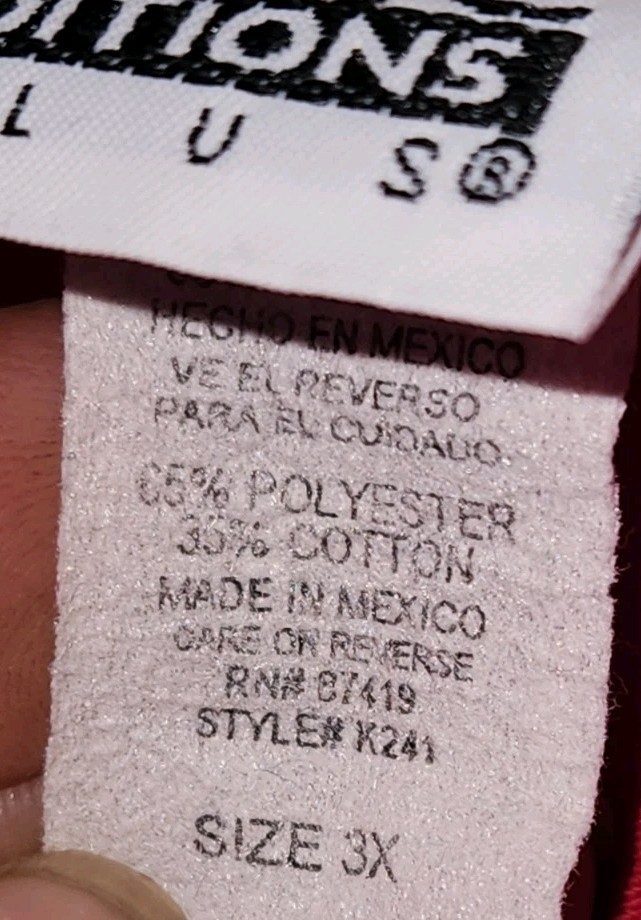 ITIONS
L U S®
HECHO EN MEXICO
VE EL REVERSO
PARA EL CUIDADO
65% POLYESTER
35% COTTON
MADE IN MEXICO
CARE ON REVERSE
RN# 87419
STYLE# K241
SIZE 3X